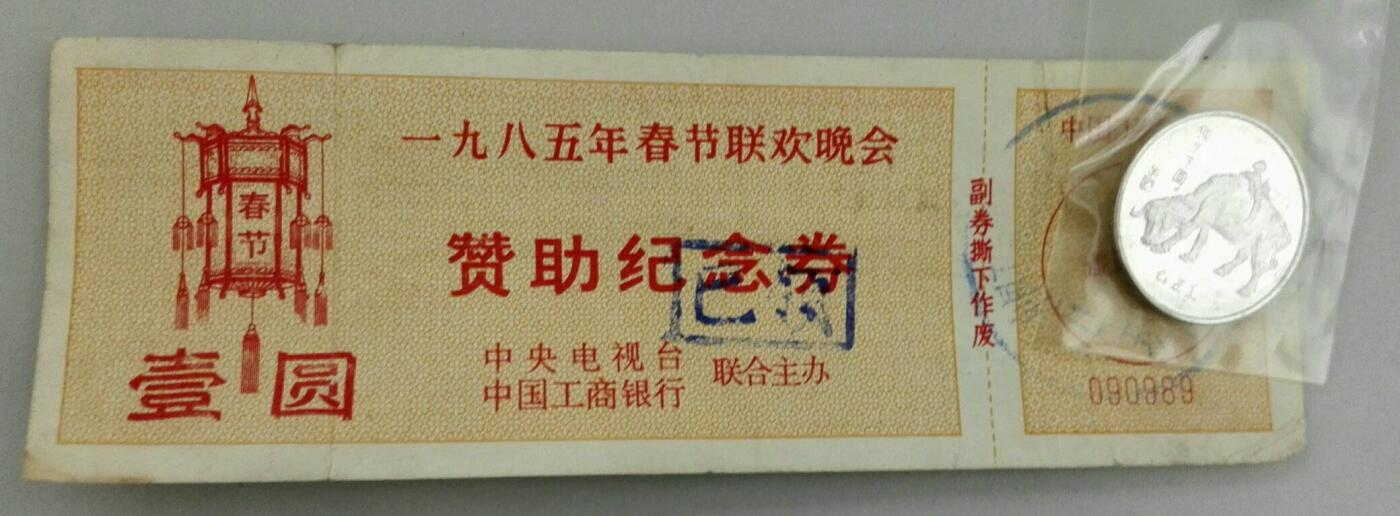 一九八五年春节联欢晚会
春
节
赞助纪念券
壹圆
中央电视台
中国工商银行
联合主办
副券撕下作废
中国
090989